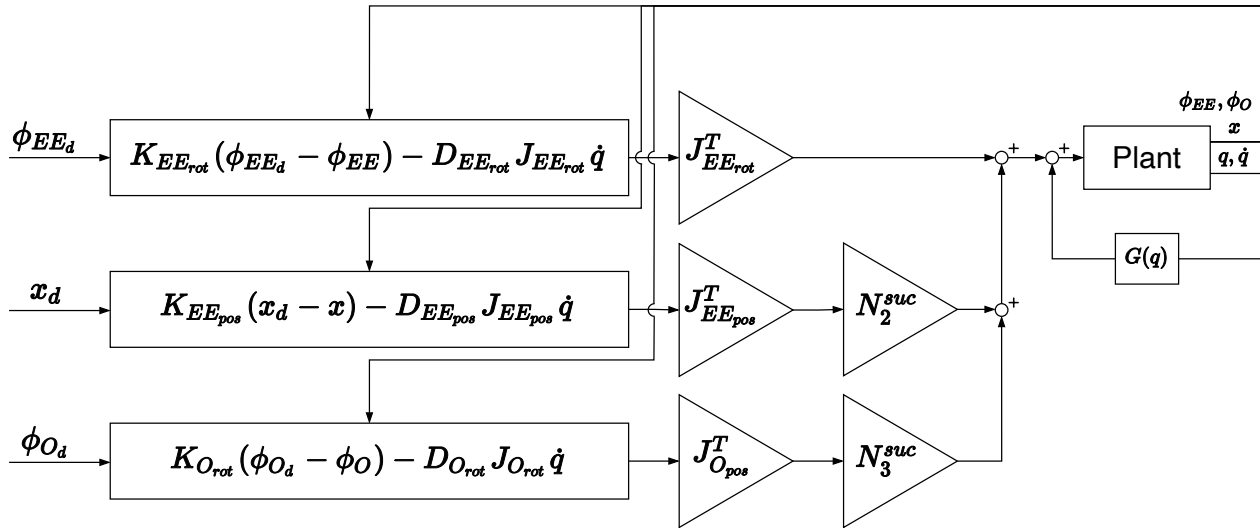 ϕ_{EE_d}
K_{EE_{rot}}(ϕ_{EE_d} − ϕ_{EE}) − D_{EE_{rot}} J_{EE_{rot}} q̇
J^T_{EE_{rot}}
+
+
Plant
ϕ_{EE}, ϕ_O
x
q, q̇
G(q)
x_d
K_{EE_{pos}}(x_d − x) − D_{EE_{pos}} J_{EE_{pos}} q̇
J^T_{EE_{pos}}
N_2^{suc}
+
ϕ_{O_d}
K_{O_{rot}}(ϕ_{O_d} − ϕ_O) − D_{O_{rot}} J_{O_{rot}} q̇
J^T_{O_{pos}}
N_3^{suc}